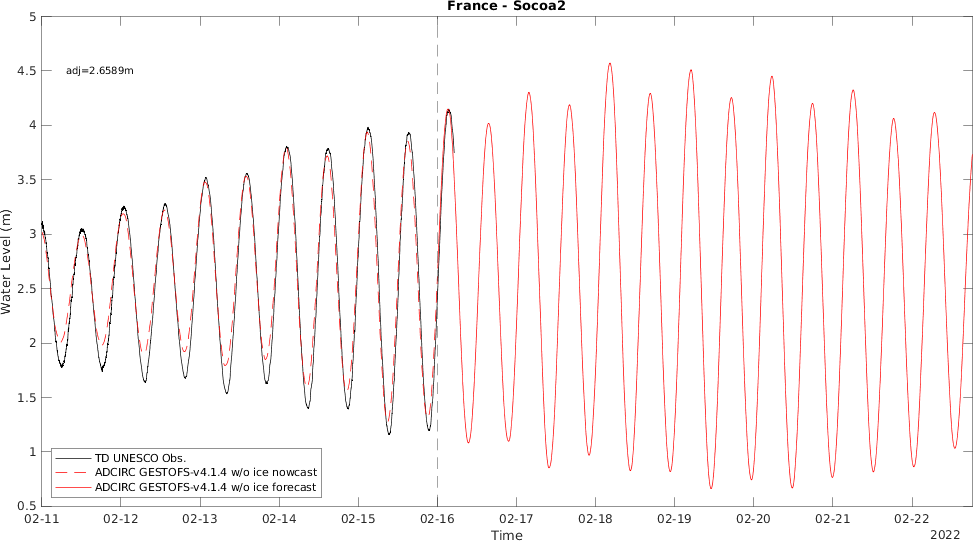 France - Socoa2
adj=2.6589m
Water Level (m)
5
4.5
4
3.5
3
2.5
2
1.5
1
0.5
TD UNESCO Obs.
ADCIRC GESTOFS-v4.1.4 w/o ice nowcast
ADCIRC GESTOFS-v4.1.4 w/o ice forecast
02-11 02-12 02-13 02-14 02-15 02-16 02-17 02-18 02-19 02-20 02-21 02-22
Time
2022